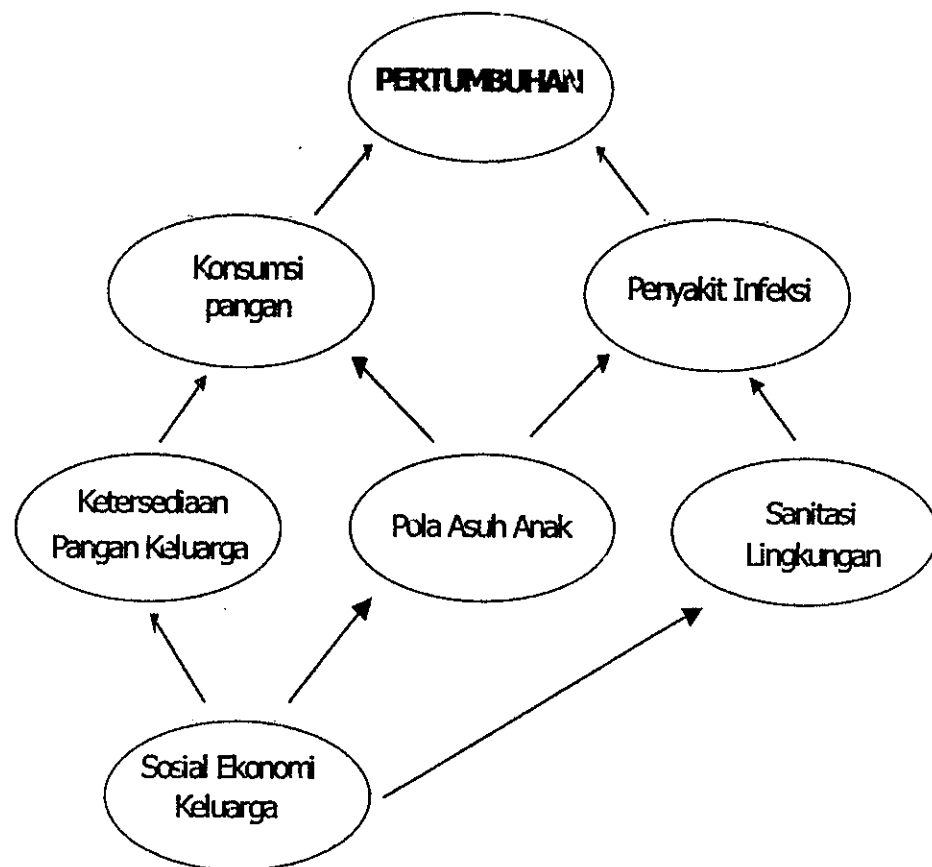 PERTUMBUHAN
Konsumsi
pangan
Penyakit Infeksi
Ketersediaan
Pangan Keluarga
Pola Asuh Anak
Sanitasi
Lingkungan
Sosial Ekonomi
Keluarga